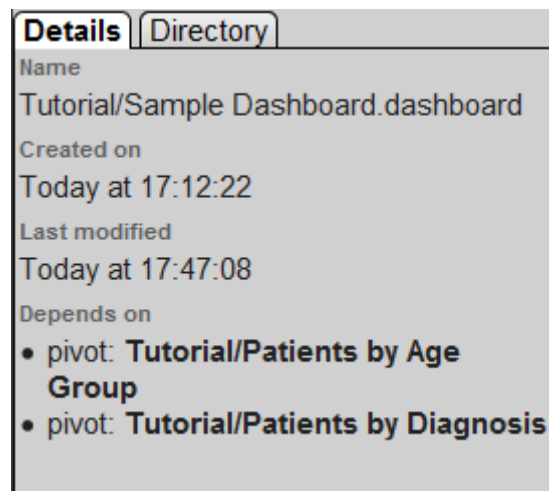 Details Directory
Name
Tutorial/Sample Dashboard.dashboard
Created on
Today at 17:12:22
Last modified
Today at 17:47:08
Depends on
• pivot: Tutorial/Patients by Age
Group
• pivot: Tutorial/Patients by Diagnosis